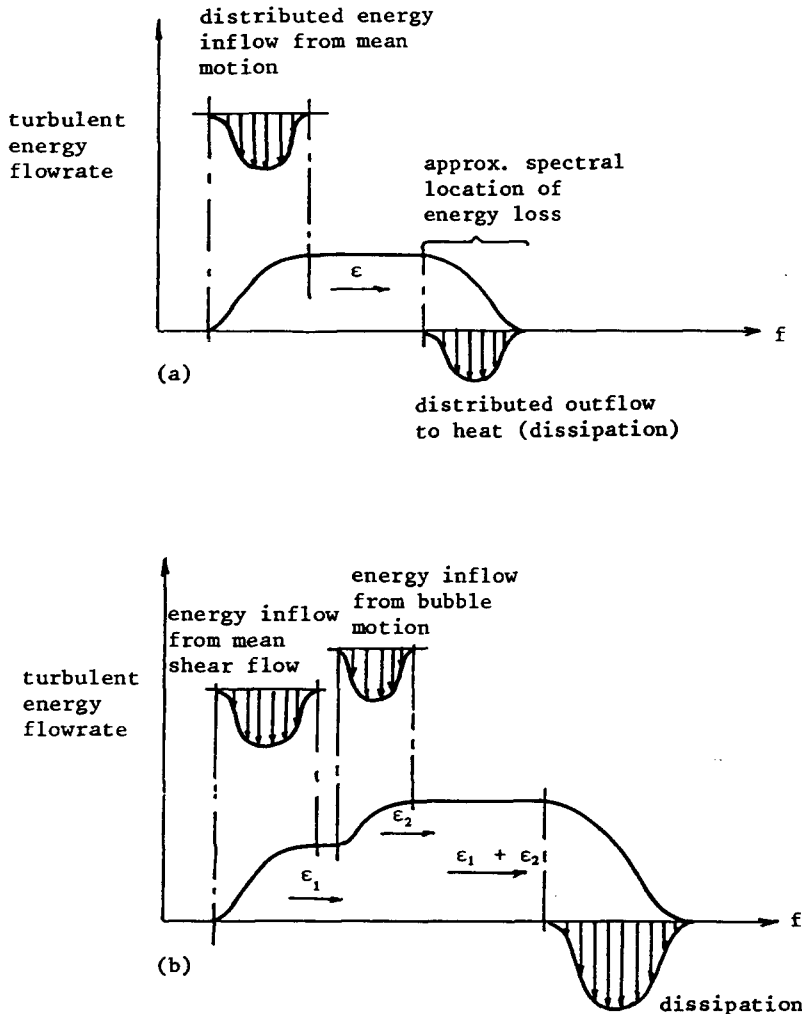 distributed energy
inflow from mean
motion
turbulent
energy
flowrate
approx. spectral
location of
energy loss
ε
f
(a)
distributed outflow
to heat (dissipation)
energy inflow
from bubble
motion
energy inflow
from mean
shear flow
turbulent
energy
flowrate
ε₂
ε₁
ε₁ + ε₂
f
(b)
dissipation